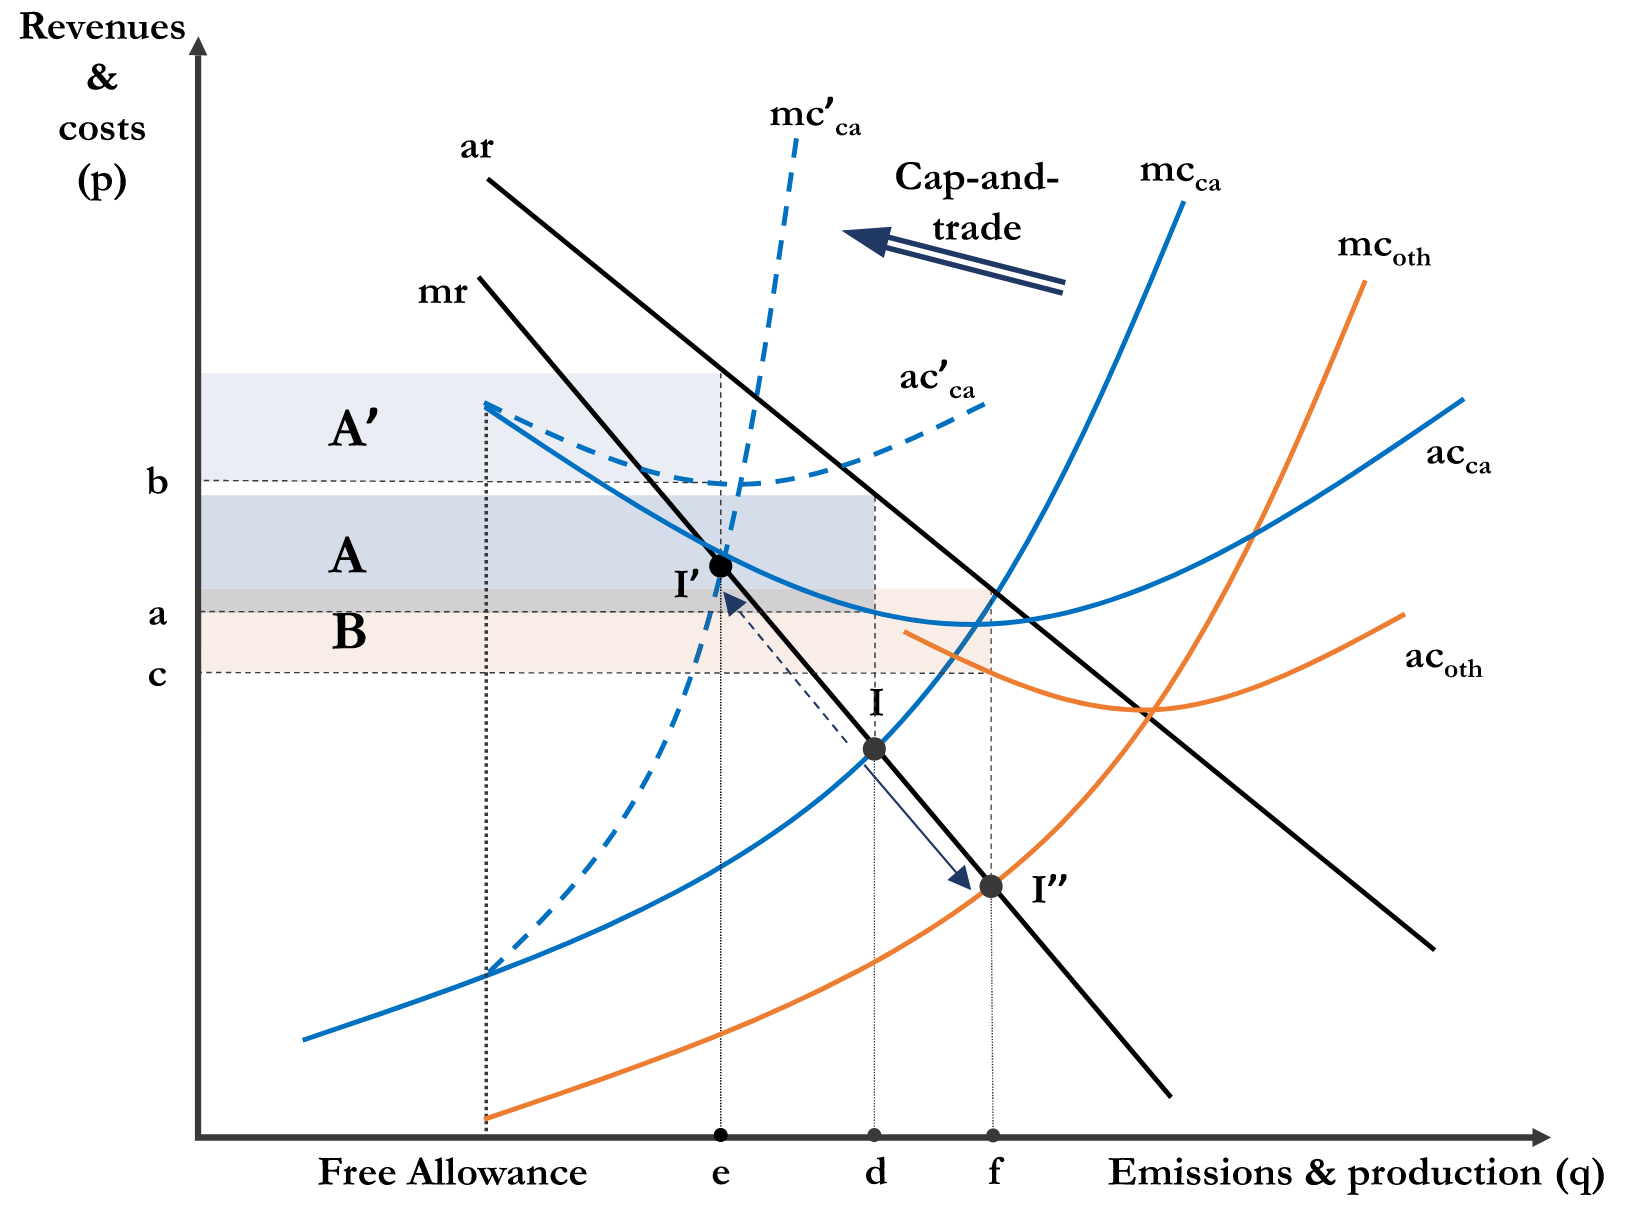 Revenues
&
costs
(p)
ar
mr
mc’ca
Cap-and-
trade
mcca
mcoth
ac’ca
acca
acoth
A’
b
A
a
B
c
I’
I
I’’
Free Allowance
e
d
f
Emissions & production (q)